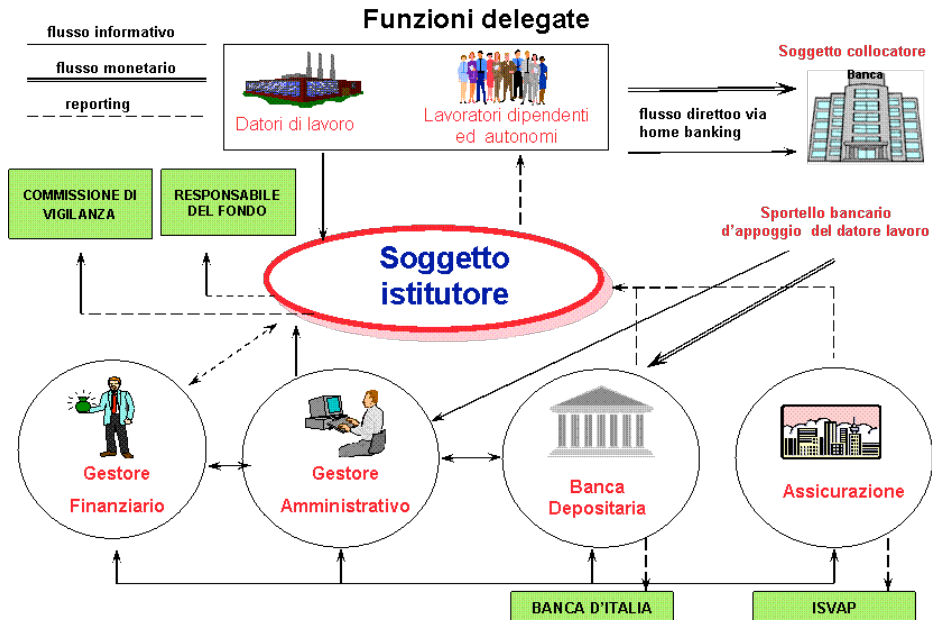 Funzioni delegate
flusso informativo
flusso monetario
reporting
Datori di lavoro
Lavoratori dipendenti
ed autonomi
Soggetto collocatore
Banca
flusso direttoo via
home banking
COMMISSIONE DI
VIGILANZA
RESPONSABILE
DEL FONDO
Sportello bancario
d'appoggio del datore lavoro
Soggetto
istitutore
Gestore
Finanziario
Gestore
Amministrativo
Banca
Depositaria
Assicurazione
BANCA D'ITALIA
ISVAP